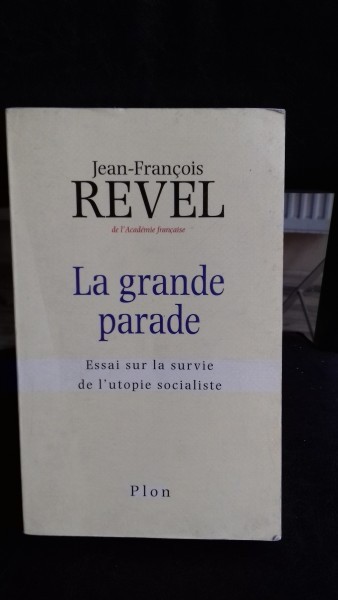 Jean-François
REVEL
de l'Académie française
La grande
parade
Essai sur la survie
de l'utopie socialiste
Plon